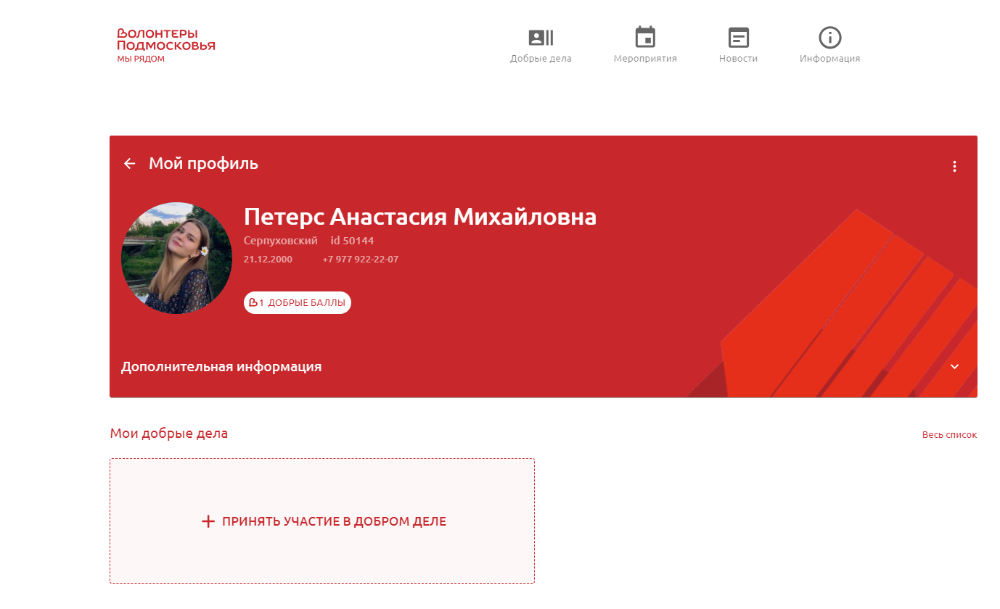 Волонтеры
Подмосковья
МЫ РЯДОМ
Добрые дела
Мероприятия
Новости
Информация
Мой профиль
Петерс Анастасия Михайловна
Серпуховский id 50144
21.12.2000 +7 977 922-22-07
1 ДОБРЫЕ БАЛЛЫ
Дополнительная информация
Мои добрые дела
Весь список
ПРИНЯТЬ УЧАСТИЕ В ДОБРОМ ДЕЛЕ